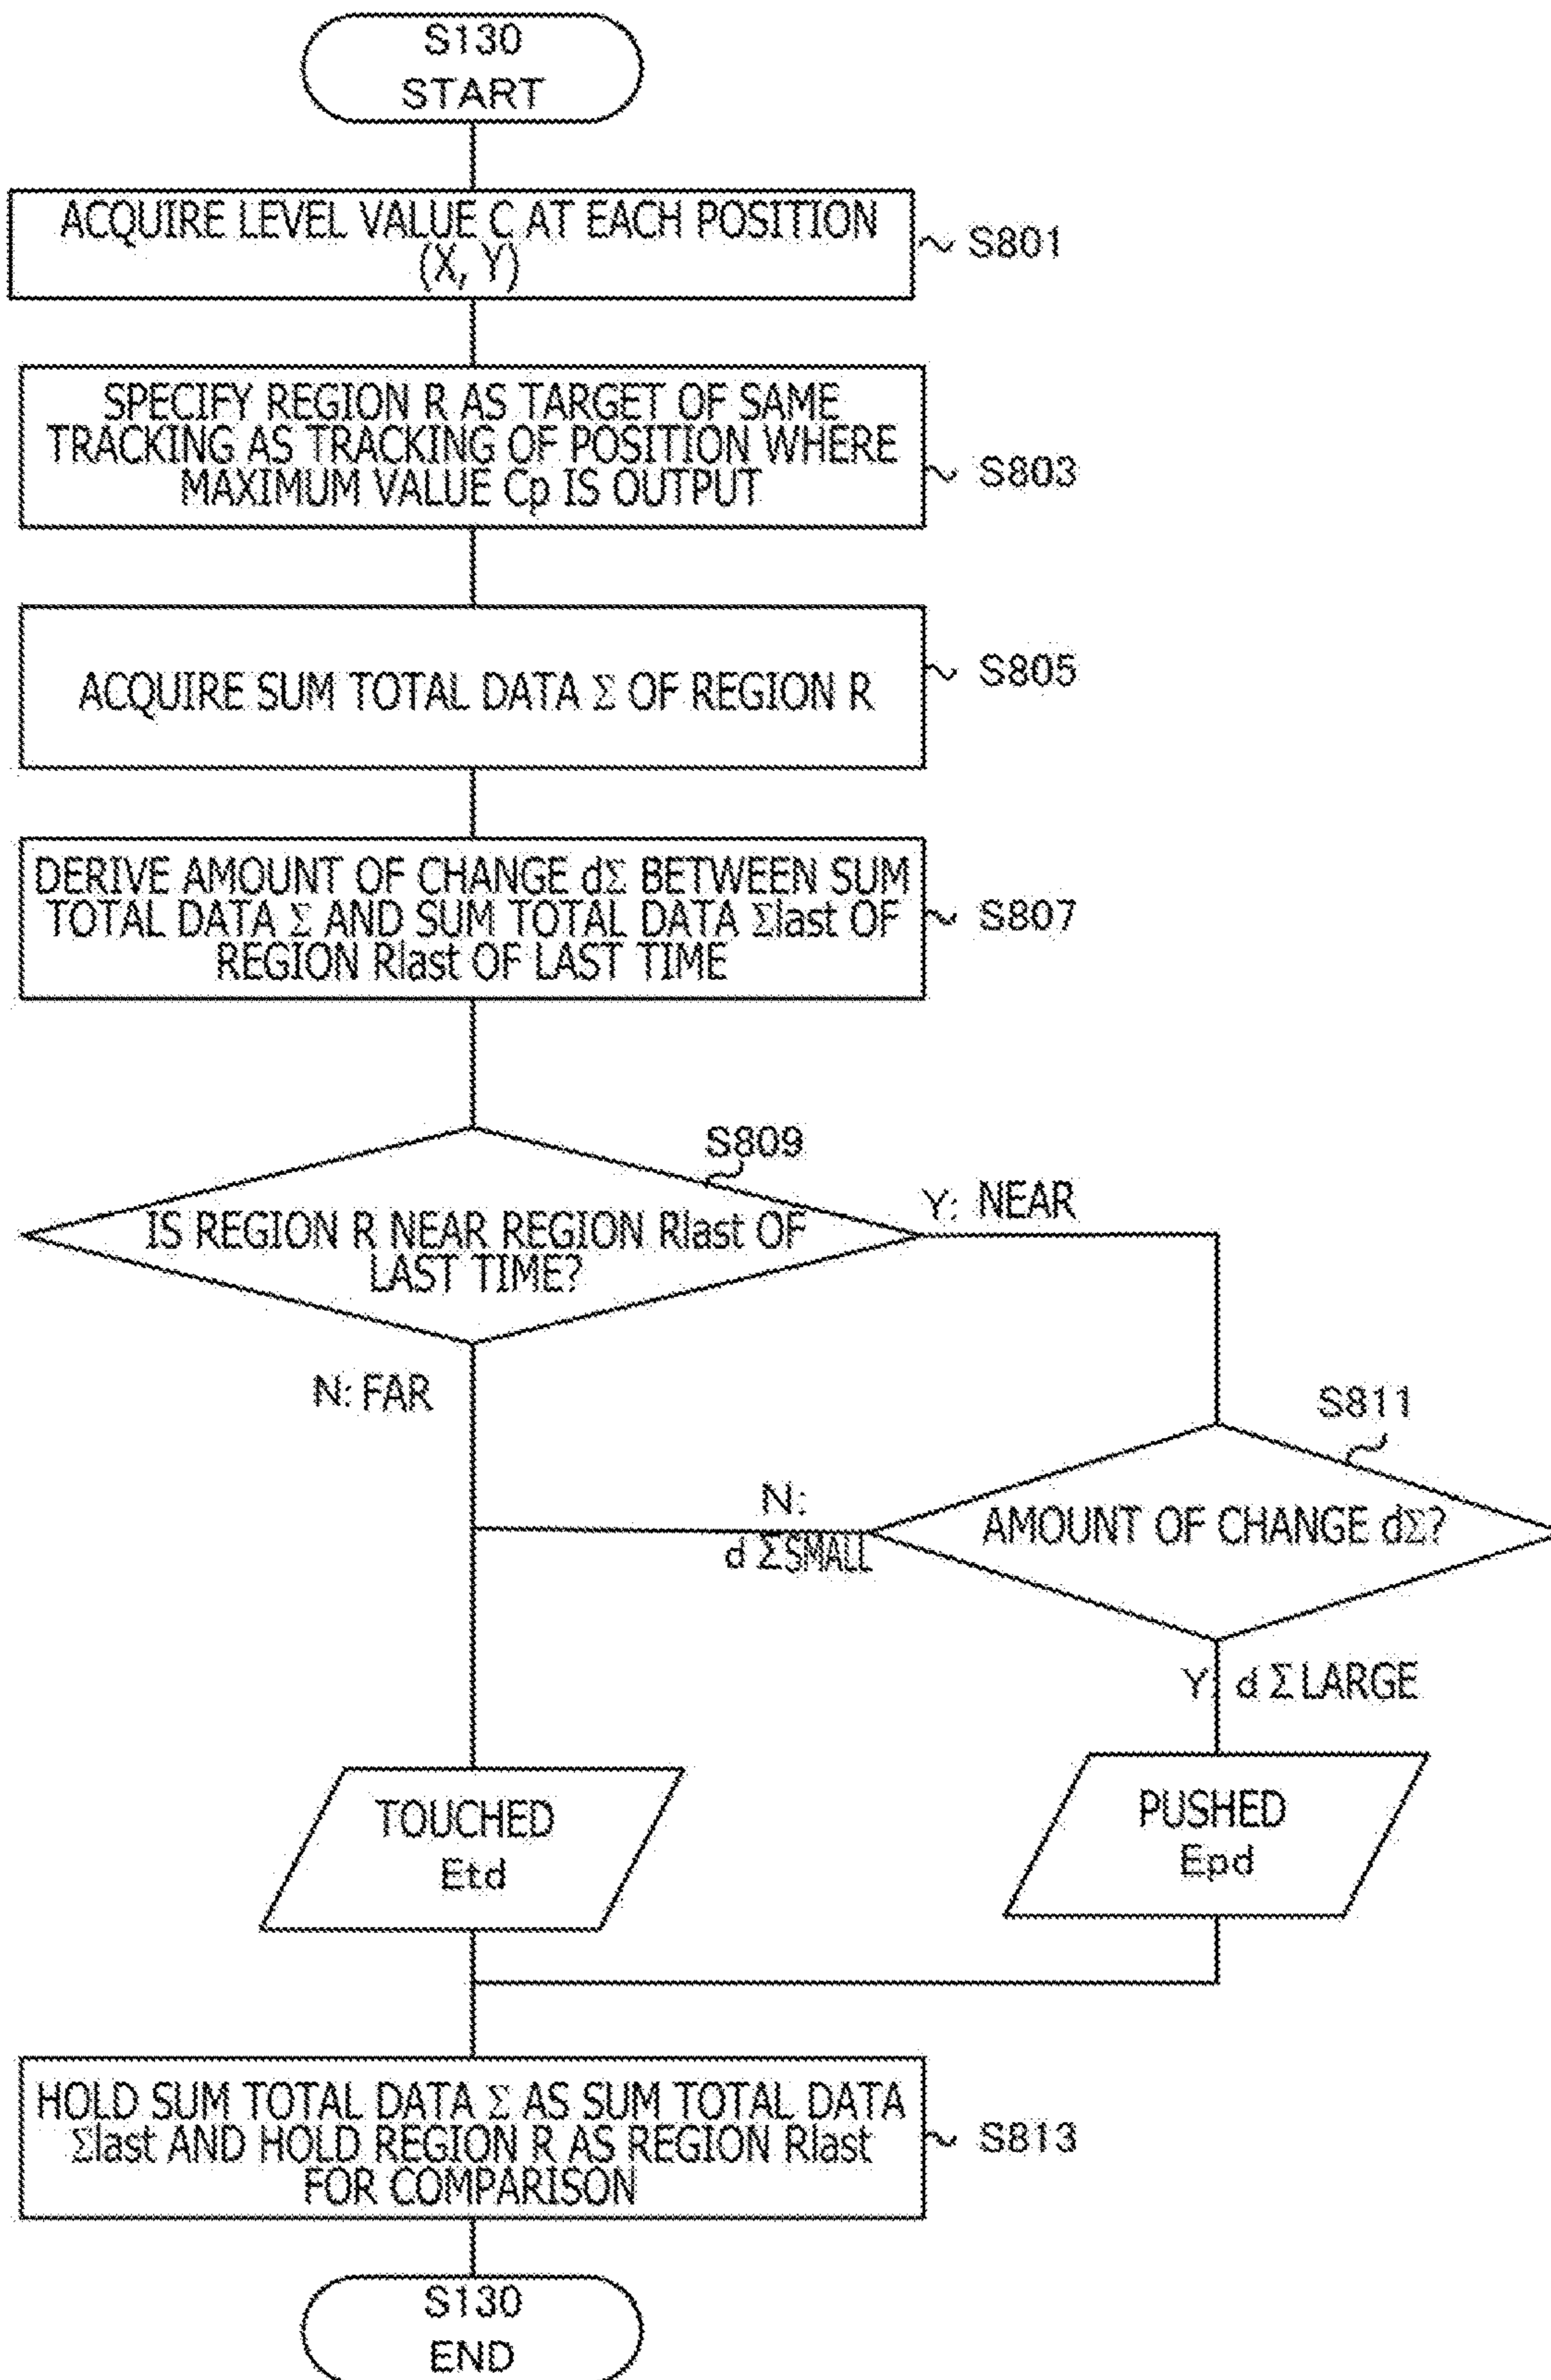 S130
START
ACQUIRE LEVEL VALUE C AT EACH POSITION
(X, Y)
S801
SPECIFY REGION R AS TARGET OF SAME
TRACKING AS TRACKING OF POSITION WHERE
MAXIMUM VALUE Cp IS OUTPUT
S803
ACQUIRE SUM TOTAL DATA Σ OF REGION R
S805
DERIVE AMOUNT OF CHANGE dΣ BETWEEN SUM
TOTAL DATA Σ AND SUM TOTAL DATA Σlast OF
REGION Rlast OF LAST TIME
S807
S809
IS REGION R NEAR REGION Rlast OF
LAST TIME?
Y: NEAR
N: FAR
S811
AMOUNT OF CHANGE dΣ?
N:
d Σ SMALL
Y: d Σ LARGE
TOUCHED
Etd
PUSHED
Epd
HOLD SUM TOTAL DATA Σ AS SUM TOTAL DATA
Σlast AND HOLD REGION R AS REGION Rlast
FOR COMPARISON
S813
S130
END